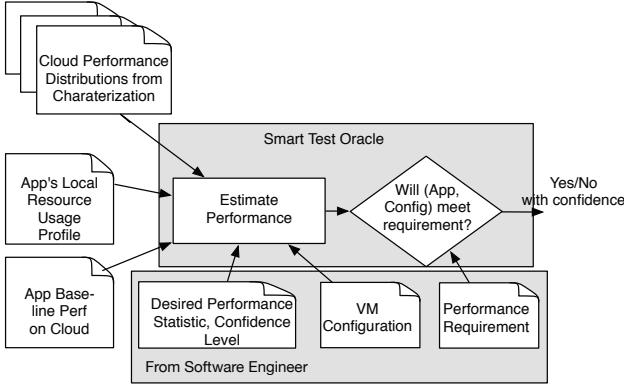 Cloud Performance
Distributions from
Charaterization
Smart Test Oracle
App's Local
Resource
Usage
Profile
Estimate
Performance
Will (App,
Config) meet
requirement?
Yes/No
with confidence
App Base-
line Perf
on Cloud
Desired Performance
Statistic, Confidence
Level
VM
Configuration
Performance
Requirement
From Software Engineer